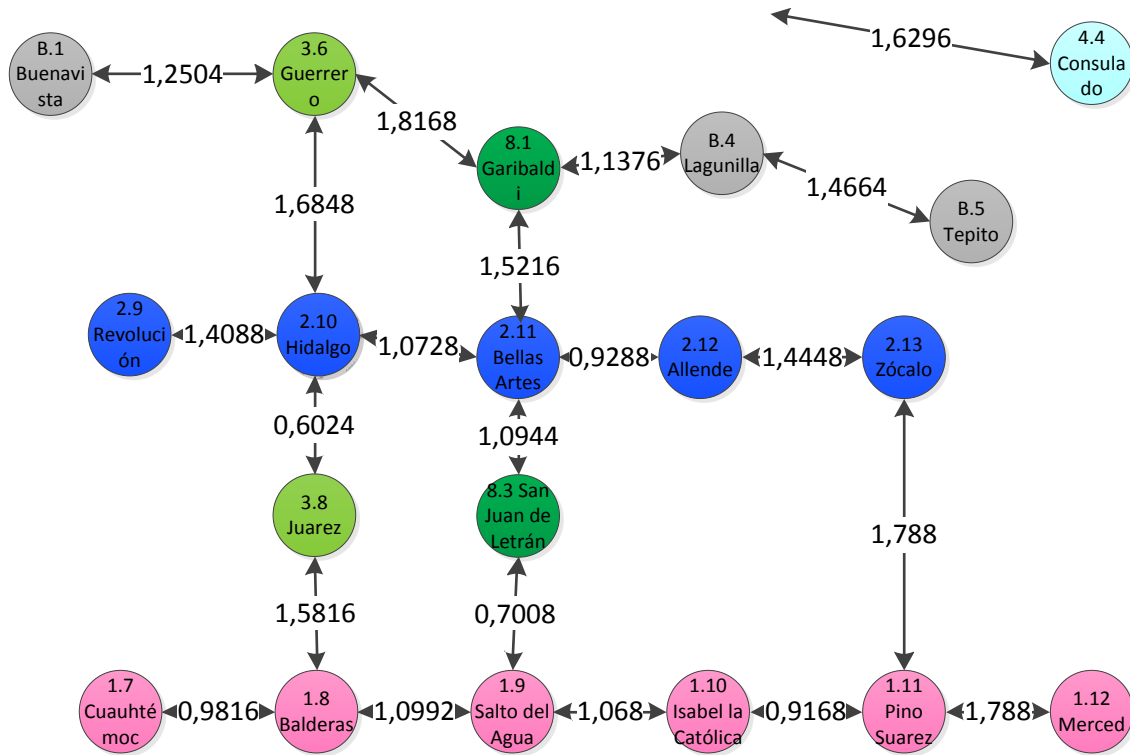 B.1
Buenavi
sta
1,2504
3.6
Guerrer
o
1,6296
4.4
Consula
do
1,8168
8.1
Garibald
i
1,1376
B.4
Lagunilla
1,4664
B.5
Tepito
1,6848
1,5216
2.9
Revoluci
ón
1,4088
2.10
Hidalgo
1,0728
2.11
Bellas
Artes
0,9288
2.12
Allende
1,4448
2.13
Zócalo
0,6024
1,0944
3.8
Juarez
8.3 San
Juan de
Letrán
1,788
1,5816
0,7008
1.7
Cuauhté
moc
0,9816
1.8
Balderas
1,0992
1.9
Salto del
Agua
1,068
1.10
Isabel la
Católica
0,9168
1.11
Pino
Suarez
1,788
1.12
Merced